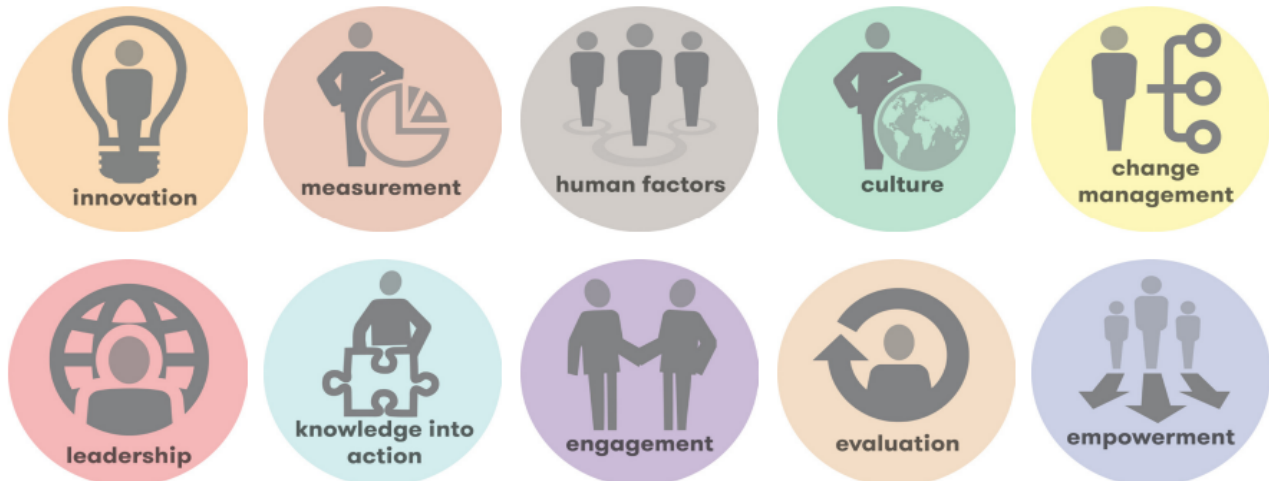 innovation
measurement
human factors
culture
change
management
leadership
knowledge into
action
engagement
evaluation
empowerment